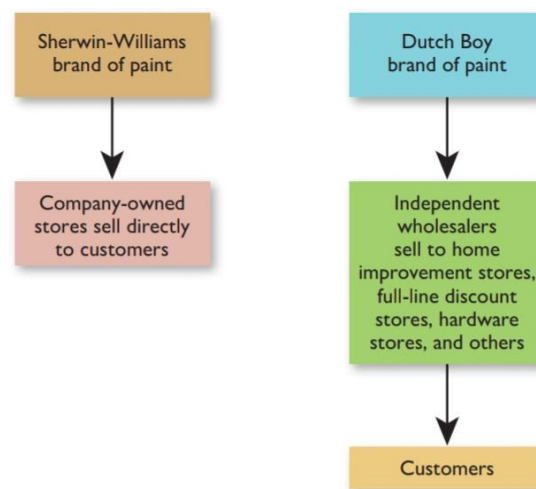 Sherwin-Williams
brand of paint
Company-owned
stores sell directly
to customers
Dutch Boy
brand of paint
Independent
wholesalers
sell to home
improvement stores,
full-line discount
stores, hardware
stores, and others
Customers